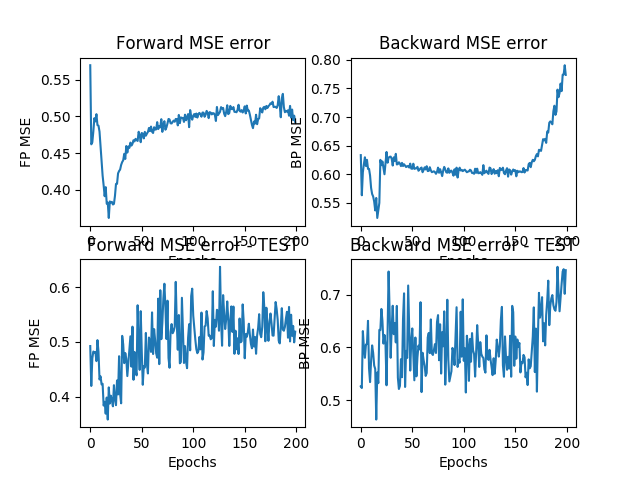 Forward MSE error
FP MSE
0.55
0.50
0.45
0.40
0 50 100 150 200
Epochs
Backward MSE error
BP MSE
0.80
0.75
0.70
0.65
0.60
0.55
0 50 100 150 200
Epochs
Forward MSE error - TEST
FP MSE
0.6
0.5
0.4
0 50 100 150 200
Epochs
Backward MSE error - TEST
BP MSE
0.7
0.6
0.5
0 50 100 150 200
Epochs